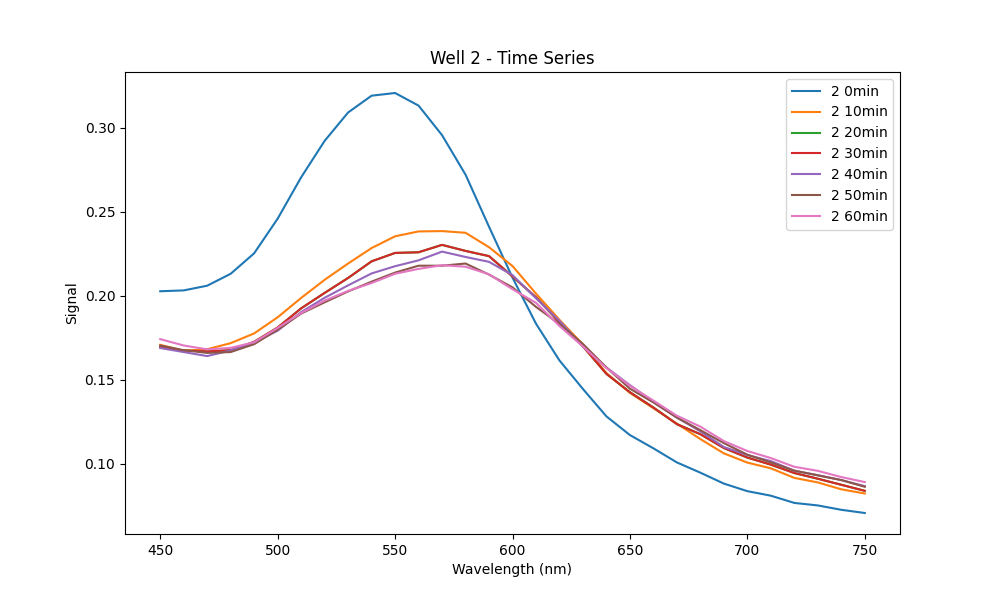 Well 2 - Time Series
2 0min
2 10min
2 20min
2 30min
2 40min
2 50min
2 60min
Signal
0.30
0.25
0.20
0.15
0.10
450 500 550 600 650 700 750
Wavelength (nm)